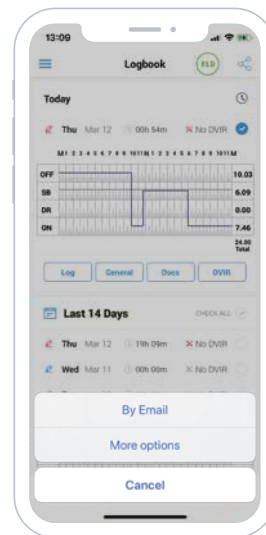 13:09
Logbook ELD
Today
Thu Mar 12 00h 54m No DVIR
M 1 2 3 4 5 6 7 8 9 10 11 N 1 2 3 4 5 6 7 8 9 10 11 M
OFF 10.03
SB 6.09
DR 0.00
ON 7.46
24.00
Total
Log General Docs DVIR
Last 14 Days CHECK ALL
Thu Mar 12 19h 09m No DVIR
Wed Mar 11 00h 00m No DVIR
By Email
More options
Cancel